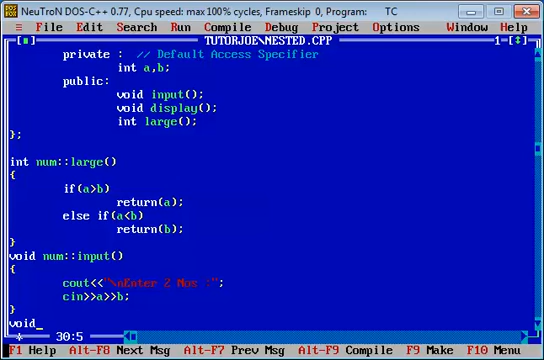 NeuTroN DOS-C++ 0.77, Cpu speed: max 100% cycles, Frameskip 0, Program: TC
≡ File Edit Search Run Compile Debug Project Options Window Help
TUTORJOE\NESTED.CPP 1=[↕]
private : // Default Access Specifier
int a,b;
public:
void input();
void display();
int large();
};
int num::large()
{
if(a>b)
return(a);
else if(a<b)
return(b);
}
void num::input()
{
cout<<"\nEnter 2 Nos :";
cin>>a>>b;
}
void_
* 30:5
F1 Help Alt-F8 Next Msg Alt-F7 Prev Msg Alt-F9 Compile F9 Make F10 Menu